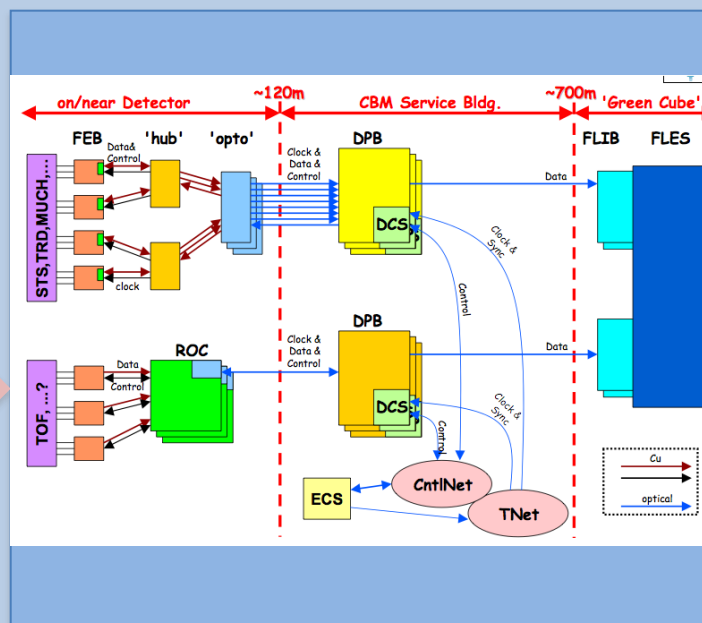 ~120m
~700m
on/near Detector
CBM Service Bldg.
'Green Cube'
FEB
'hub'
'opto'
DPB
FLIB
FLES
Data&
Control
Clock &
Data &
Control
Data
STS,TRD,MUCH,...
DCS
Clock &
Sync
clock
Control
DPB
ROC
Clock &
Data &
Control
Data
Data
Control
TOF, ...?
DCS
Clock &
Sync
Control
Cu
CntlNet
ECS
optical
TNet